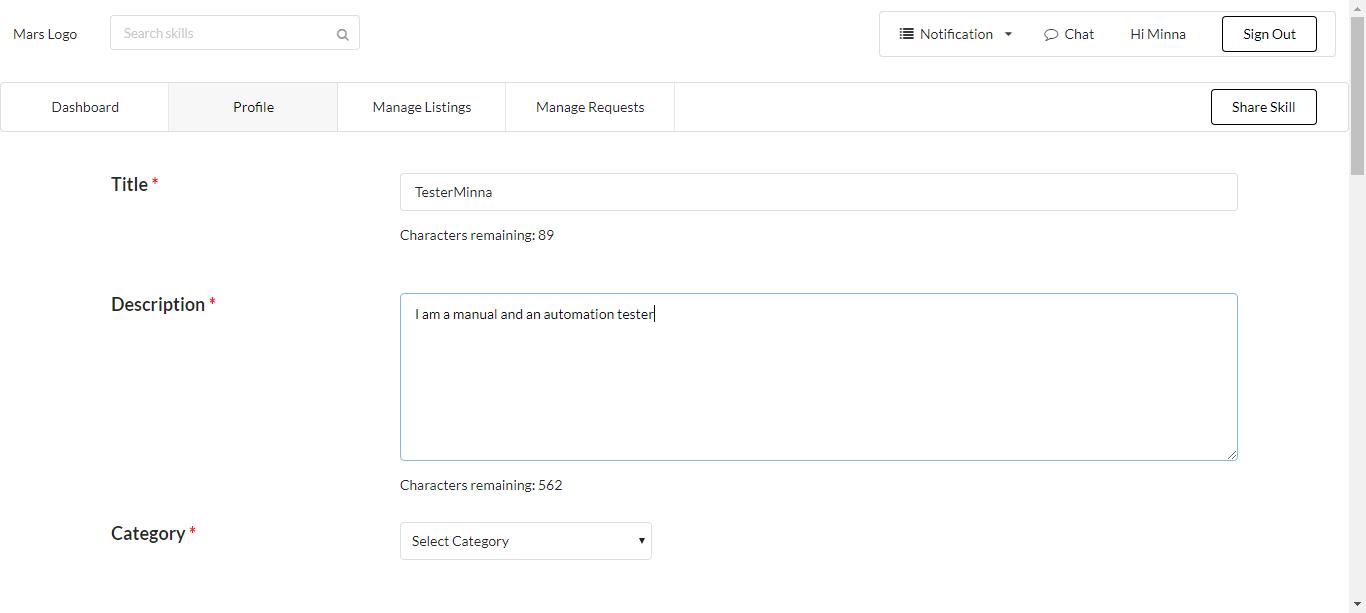 Mars Logo
Search skills
Notification
Chat
Hi Minna
Sign Out
Dashboard
Profile
Manage Listings
Manage Requests
Share Skill
Title *
TesterMinna
Characters remaining: 89
Description *
I am a manual and an automation tester
Characters remaining: 562
Category *
Select Category